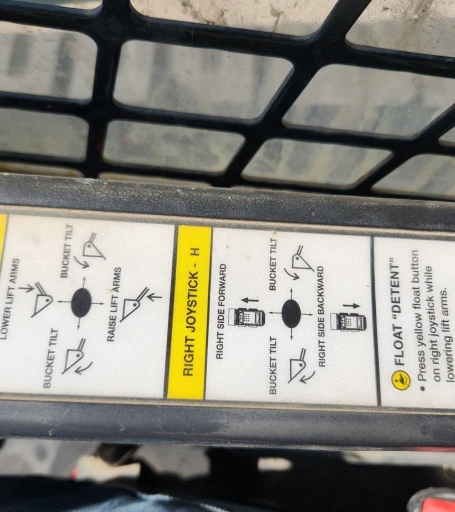 LOWER LIFT ARMS
BUCKET TILT
BUCKET TILT
RAISE LIFT ARMS
RIGHT JOYSTICK - H
RIGHT SIDE FORWARD
BUCKET TILT
BUCKET TILT
RIGHT SIDE BACKWARD
FLOAT "DETENT"
• Press yellow float button
on right joystick while
lowering lift arms.